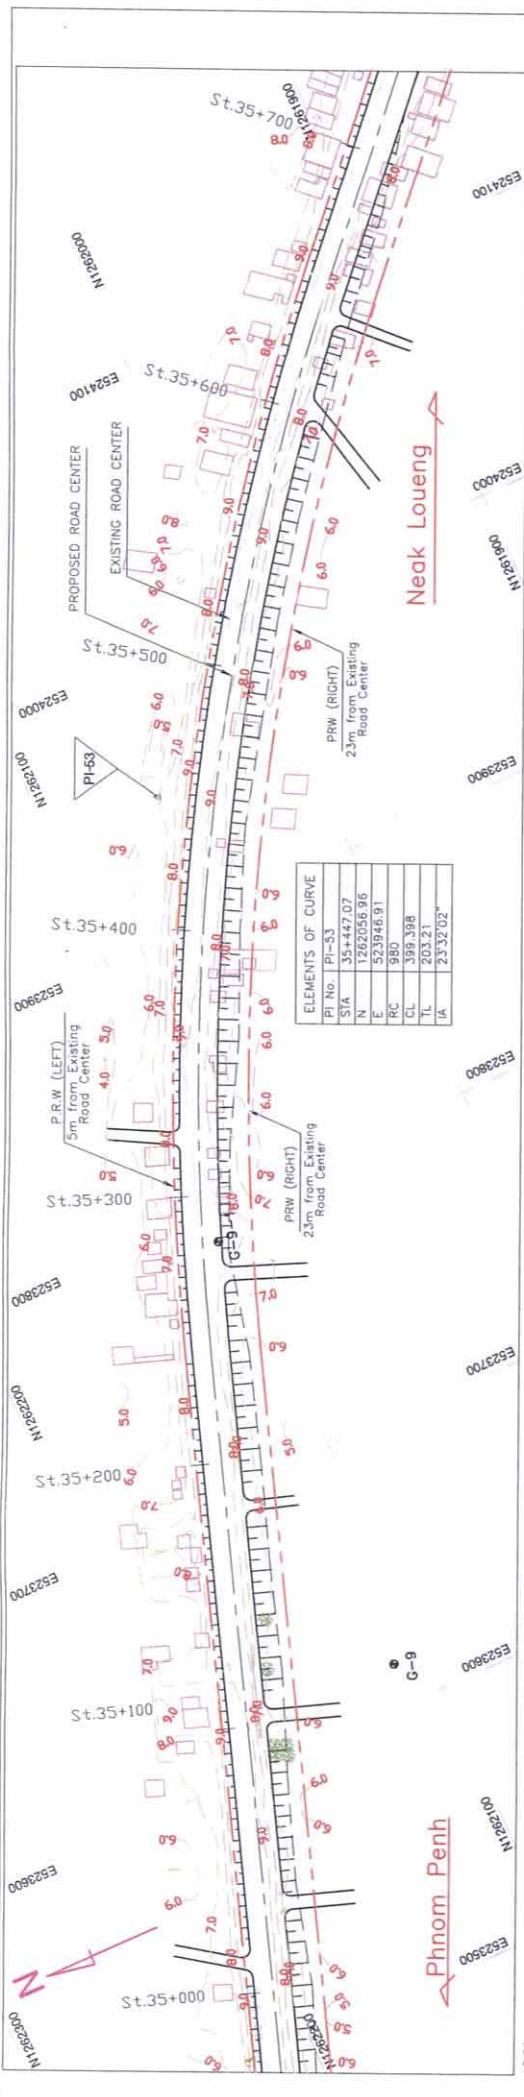 St.35+700
N1261900
E524100
N1262000
E524100
St.35+600
PROPOSED ROAD CENTER
EXISTING ROAD CENTER
Neak Loueng
E524000
N1261900
St.35+500
E524000
N1262100
PI-53
PRW (RIGHT)
23m from Existing
Road Center
E523900
St.35+400
E523900
P.R.W (LEFT)
5m from Existing
Road Center
ELEMENTS OF CURVE
PI No. PI-53
STA 35+447.07
N 1262056.96
E 523946.91
RC 980
CL 399.398
TL 203.21
IA 23°32'02"
E523800
St.35+300
PRW (RIGHT)
23m from Existing
Road Center
G-9
E523800
E523700
N1262200
St.35+200
E523700
E523600
G-9
St.35+100
N1262100
E523600
Phnom Penh
E523500
N
St.35+000
N1262300
N1262200